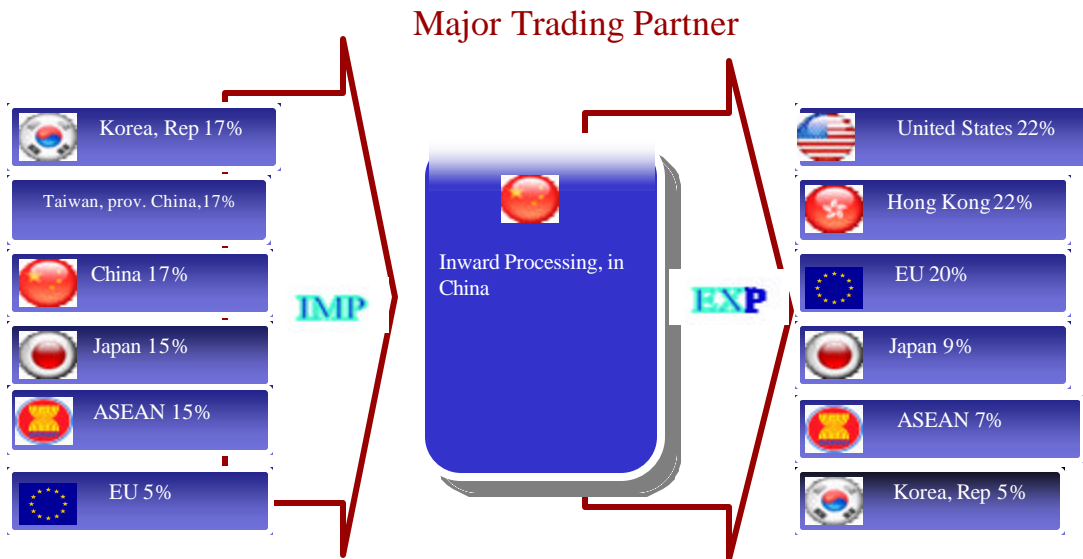 Major Trading Partner
Korea, Rep 17%
Taiwan, prov. China,17%
China 17%
Japan 15%
ASEAN 15%
EU 5%
IMP
Inward Processing, in
China
EXP
United States 22%
Hong Kong 22%
EU 20%
Japan 9%
ASEAN 7%
Korea, Rep 5%